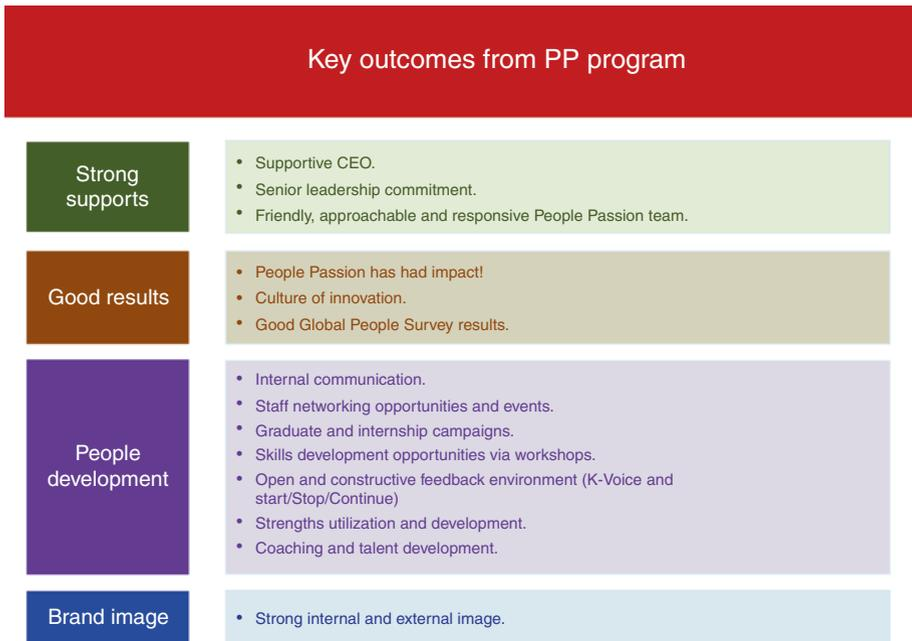 Key outcomes from PP program
Strong
supports
• Supportive CEO.
• Senior leadership commitment.
• Friendly, approachable and responsive People Passion team.
Good results
• People Passion has had impact!
• Culture of innovation.
• Good Global People Survey results.
People
development
• Internal communication.
• Staff networking opportunities and events.
• Graduate and internship campaigns.
• Skills development opportunities via workshops.
• Open and constructive feedback environment (K-Voice and
start/Stop/Continue)
• Strengths utilization and development.
• Coaching and talent development.
Brand image
• Strong internal and external image.